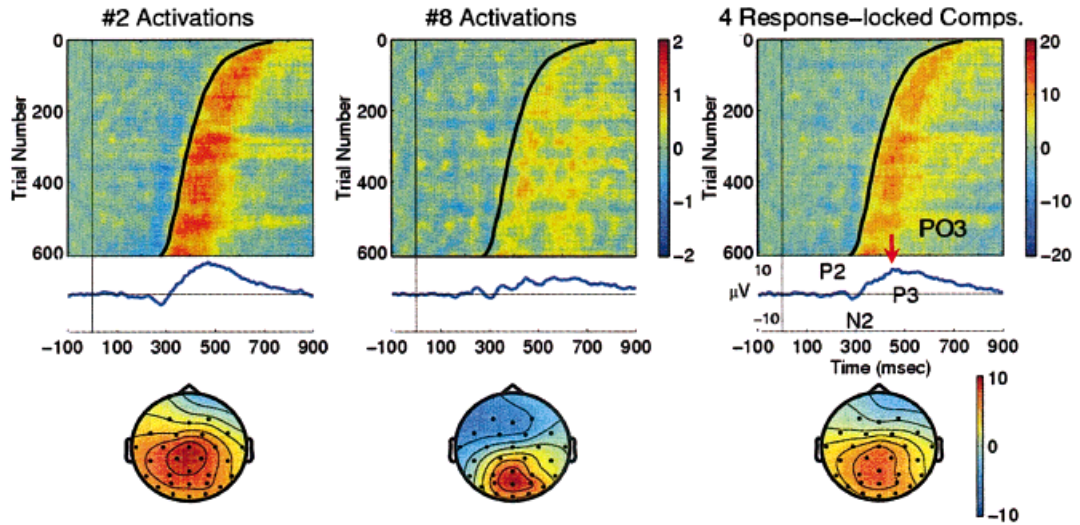 #2 Activations
#8 Activations
4 Response-locked Comps.
Trial Number
0
200
400
600
Trial Number
0
200
400
600
2
1
0
-1
-2
Trial Number
0
200
400
600
PO3
20
10
0
-10
-20
10
µV
-10
P2
P3
N2
-100 100 300 500 700 900
-100 100 300 500 700 900
-100 100 300 500 700 900
Time (msec)
10
0
-10